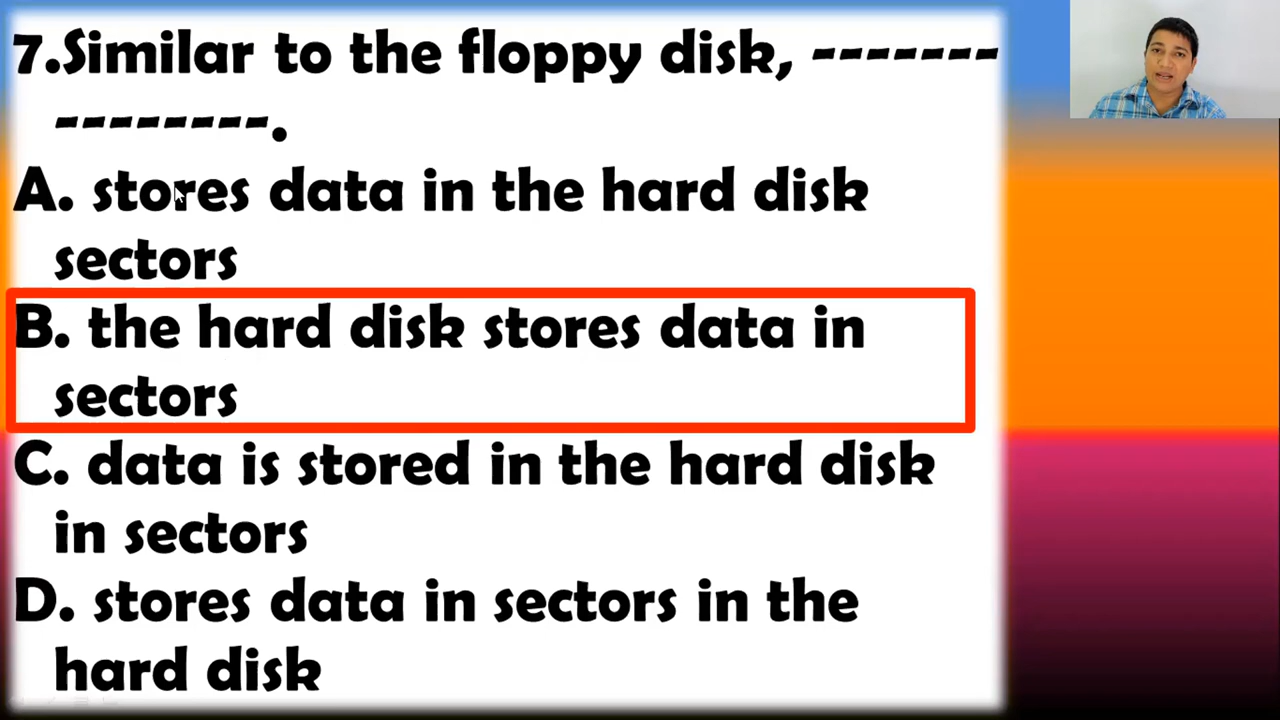 7.Similar to the floppy disk, -------
--------.
A. stores data in the hard disk
sectors
B. the hard disk stores data in
sectors
C. data is stored in the hard disk
in sectors
D. stores data in sectors in the
hard disk